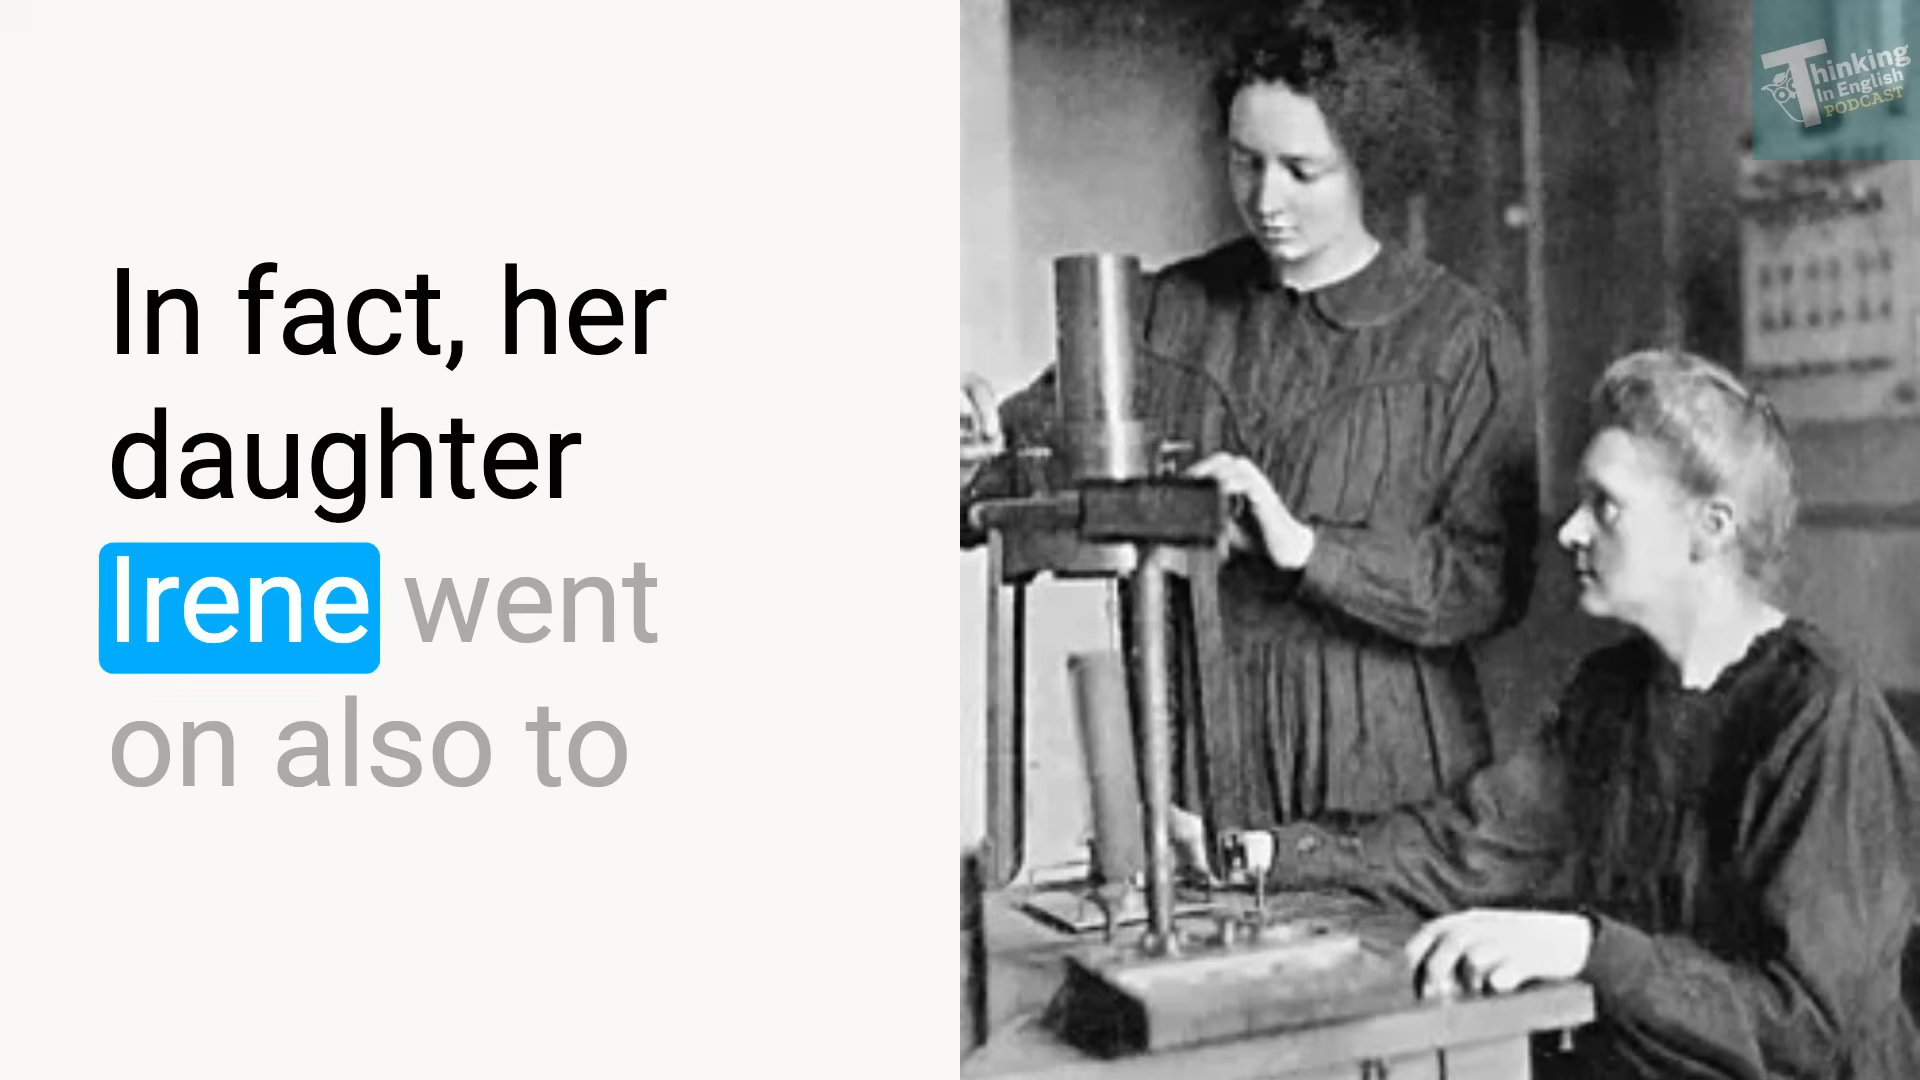 In fact, her
daughter
Irene went
on also to
Thinking
In English
PODCAST